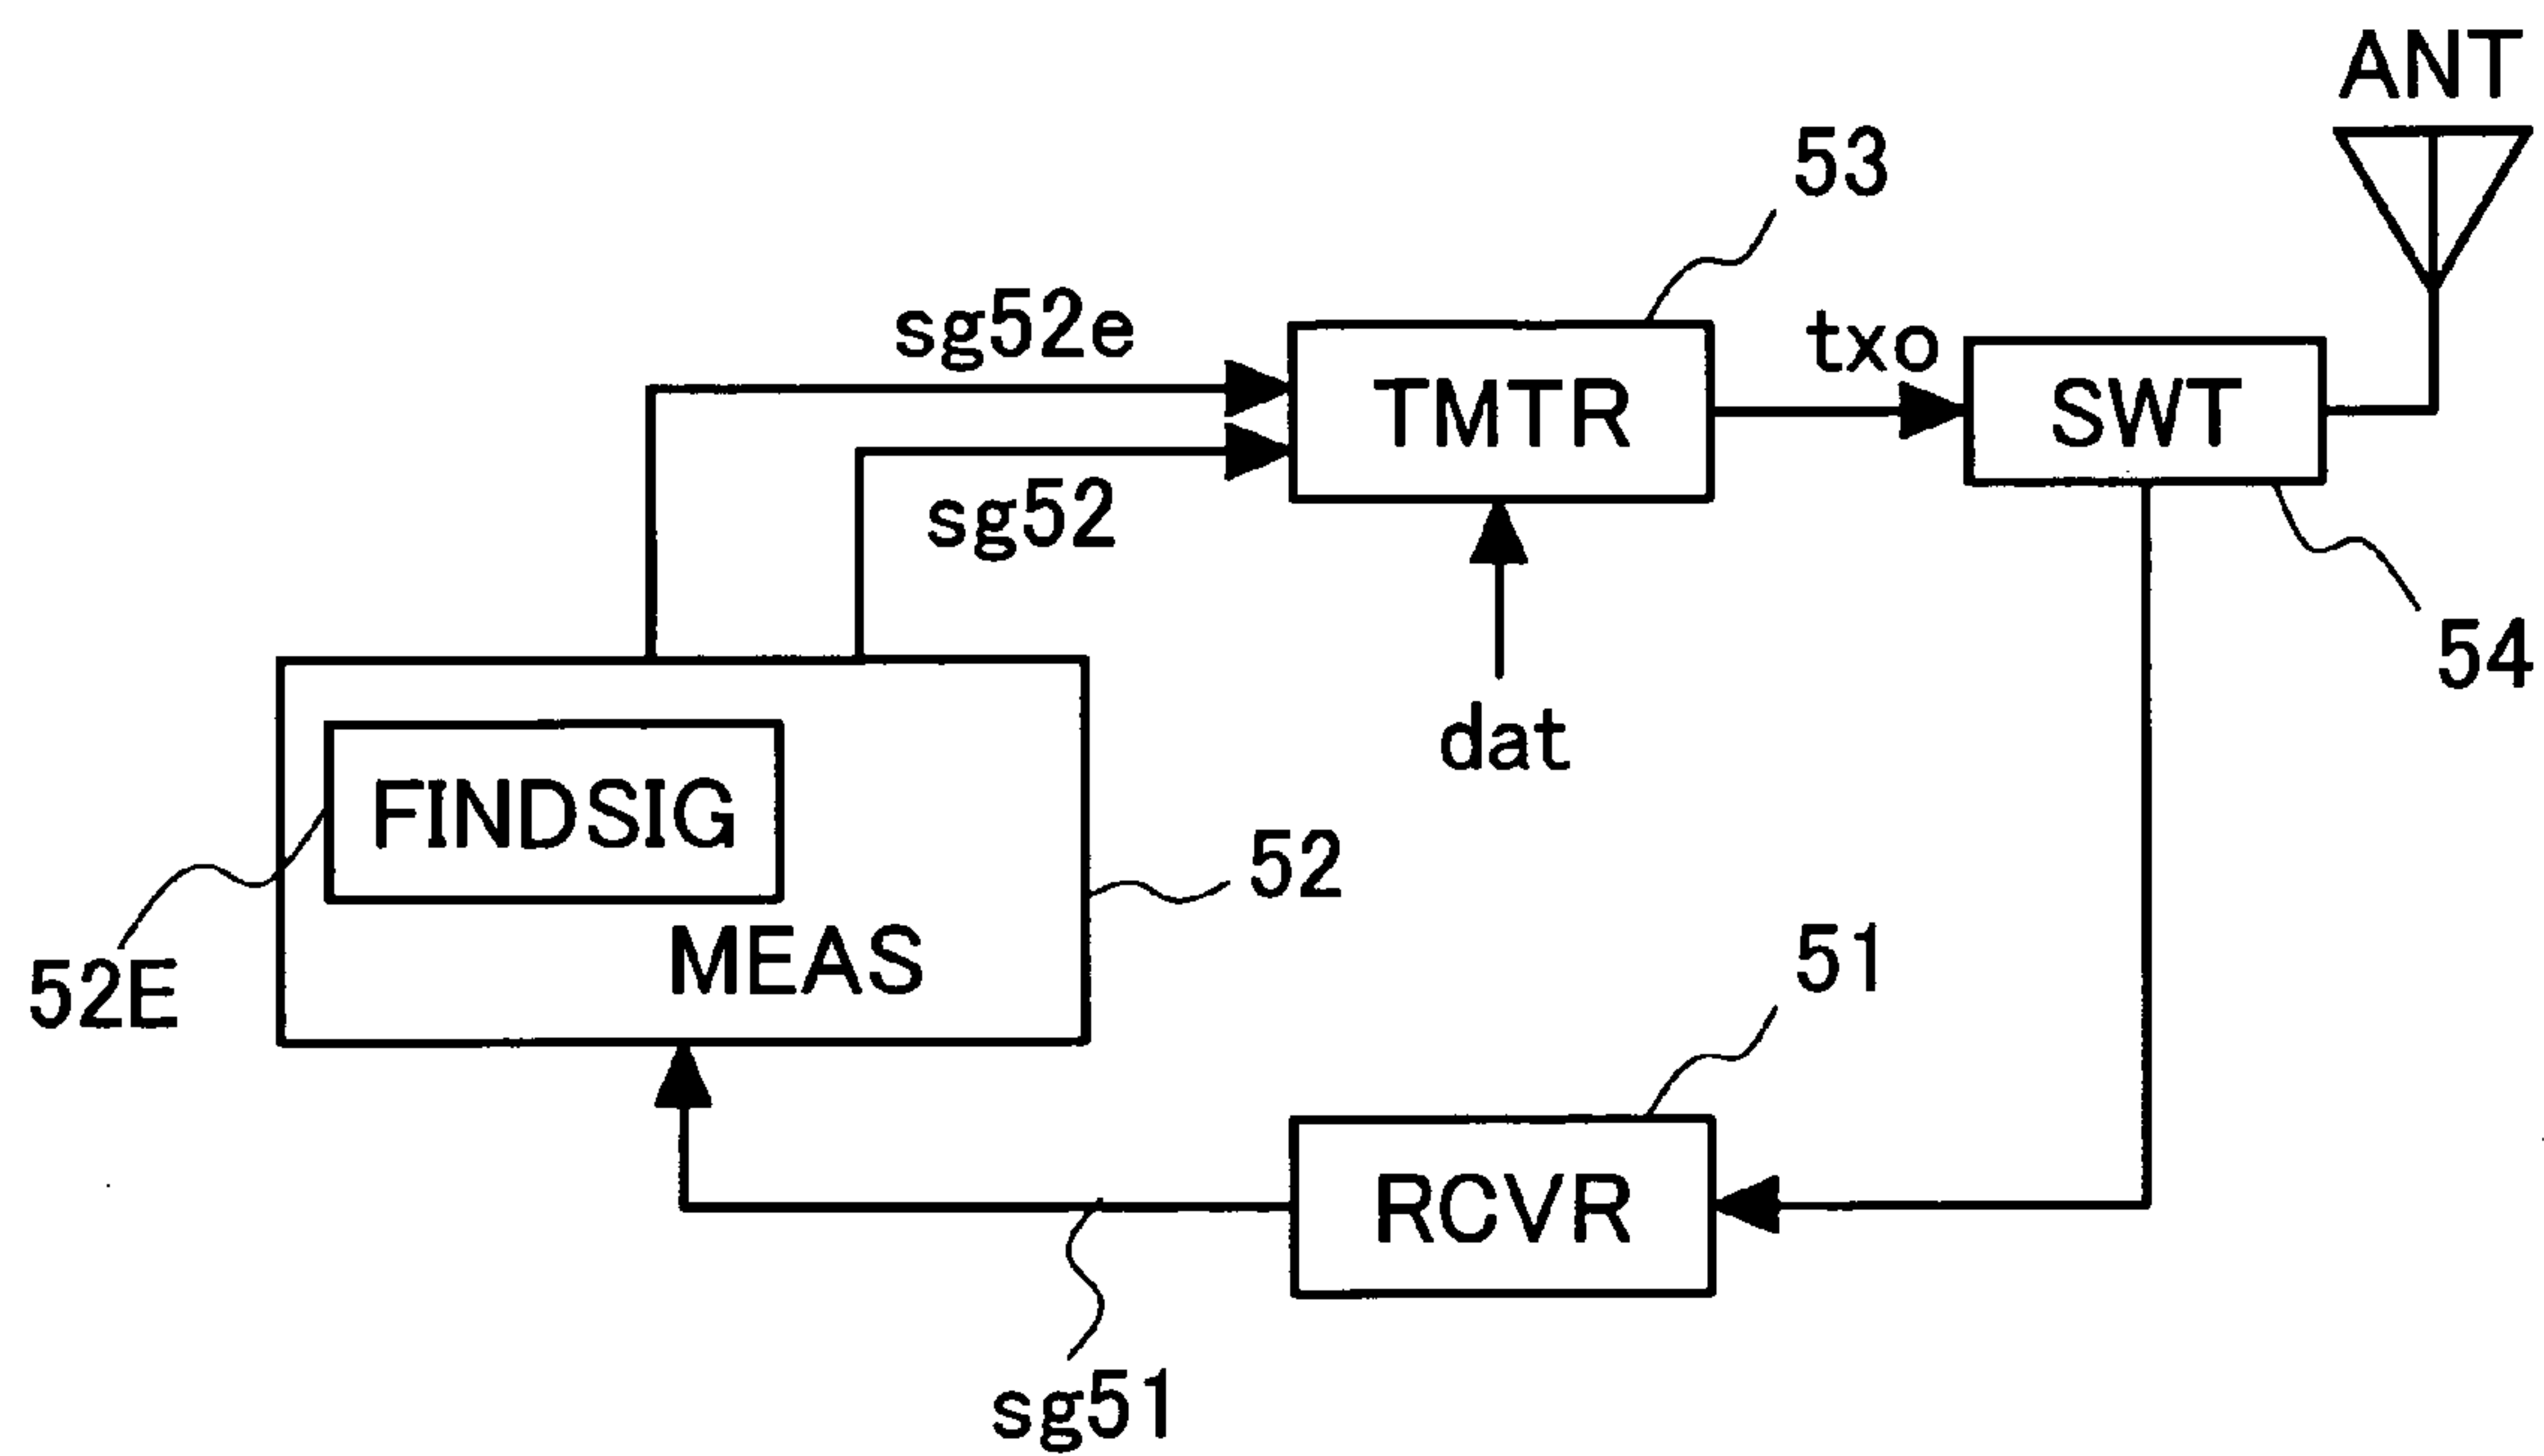 ANT
53
sg52e
txo
TMTR
SWT
sg52
54
dat
FINDSIG
52
MEAS
51
52E
RCVR
sg51